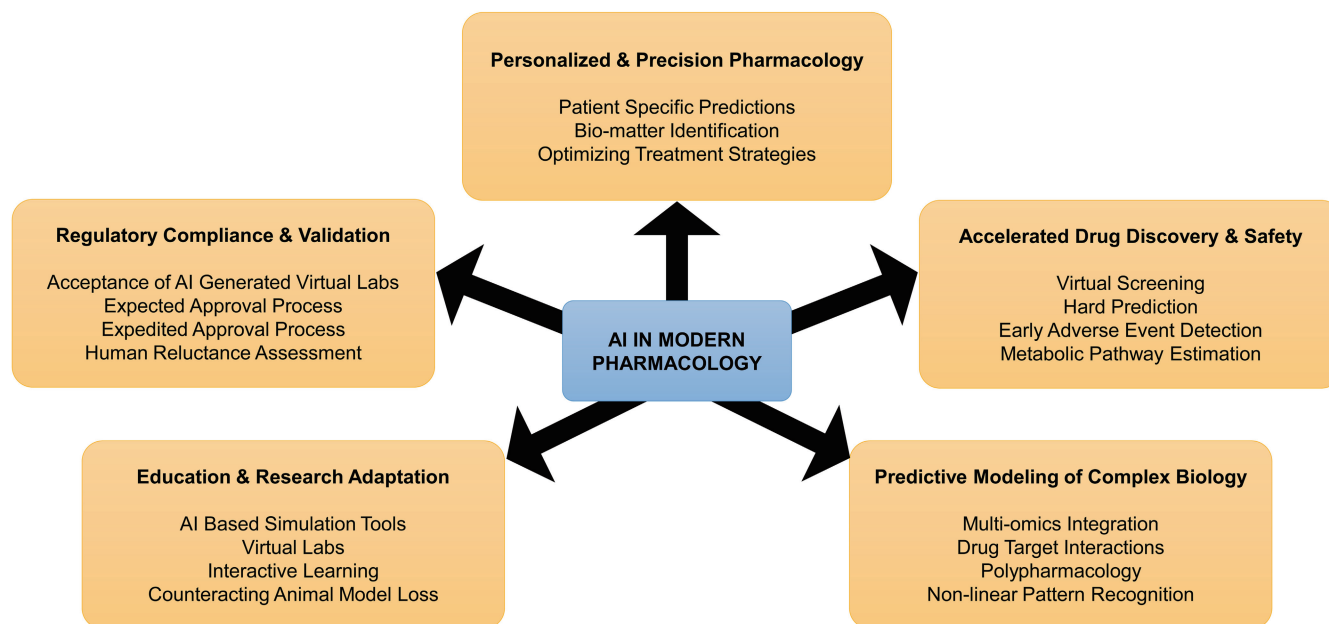 Personalized & Precision Pharmacology
Patient Specific Predictions
Bio-matter Identification
Optimizing Treatment Strategies
Regulatory Compliance & Validation
Acceptance of AI Generated Virtual Labs
Expected Approval Process
Expedited Approval Process
Human Reluctance Assessment
Accelerated Drug Discovery & Safety
Virtual Screening
Hard Prediction
Early Adverse Event Detection
Metabolic Pathway Estimation
AI IN MODERN
PHARMACOLOGY
Education & Research Adaptation
AI Based Simulation Tools
Virtual Labs
Interactive Learning
Counteracting Animal Model Loss
Predictive Modeling of Complex Biology
Multi-omics Integration
Drug Target Interactions
Polypharmacology
Non-linear Pattern Recognition